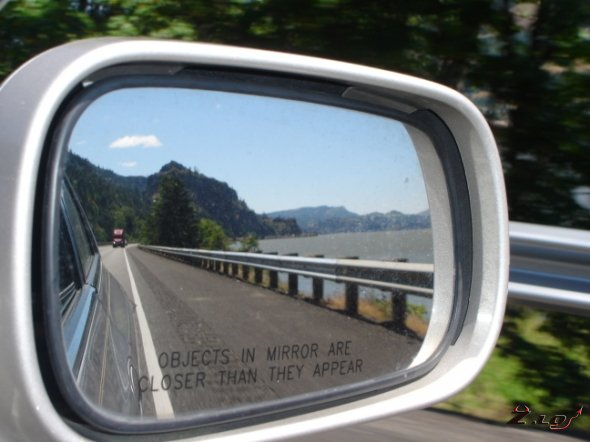 OBJECTS IN MIRROR ARE
CLOSER THAN THEY APPEAR